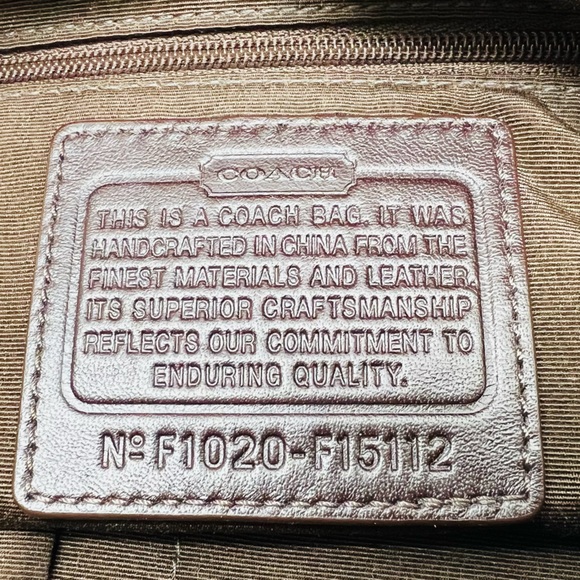 COACH
THIS IS A COACH BAG. IT WAS
HANDCRAFTED IN CHINA FROM THE
FINEST MATERIALS AND LEATHER.
ITS SUPERIOR CRAFTSMANSHIP
REFLECTS OUR COMMITMENT TO
ENDURING QUALITY.
Nº F1020-F15112